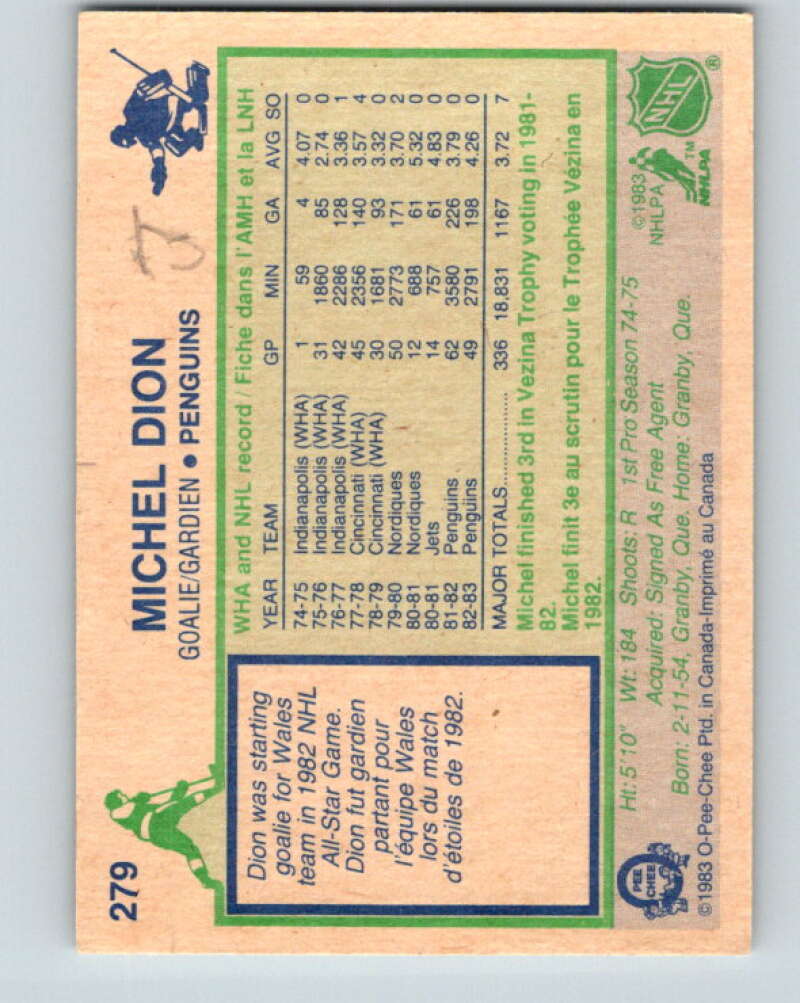 279
MICHEL DION
GOALIE/GARDIEN • PENGUINS
J
Dion was starting
goalie for Wales
team in 1982 NHL
All-Star Game.
Dion fut gardien
partant pour
l'équipe Wales
lors du match
d'étoiles de 1982.
WHA and NHL record / Fiche dans l'AMH et la LNH
YEAR TEAM GP MIN GA AVG SO
74-75 Indianapolis (WHA) 1 59 4 4.07 0
75-76 Indianapolis (WHA) 31 1860 85 2.74 0
76-77 Indianapolis (WHA) 42 2286 128 3.36 1
77-78 Cincinnati (WHA) 45 2356 140 3.57 4
78-79 Cincinnati (WHA) 30 1681 93 3.32 0
79-80 Nordiques 50 2773 171 3.70 2
80-81 Nordiques 12 688 61 5.32 0
80-81 Jets 14 757 61 4.83 0
81-82 Penguins 62 3580 226 3.79 0
82-83 Penguins 49 2791 198 4.26 0
MAJOR TOTALS............... 336 18.831 1167 3.72 7
Michel finished 3rd in Vezina Trophy voting in 1981-
82.
Michel finit 3e au scrutin pour le Trophée Vézina en
1982.
Ht: 5'10" Wt: 184 Shoots: R 1st Pro Season 74-75
Acquired: Signed As Free Agent
Born: 2-11-54, Granby, Que. Home: Granby, Que.
©1983 O-Pee-Chee Ptd. in Canada-Imprimé au Canada
O
PEE
CHEE
©1983
NHLPA
TM
NHLPA
NHL
®